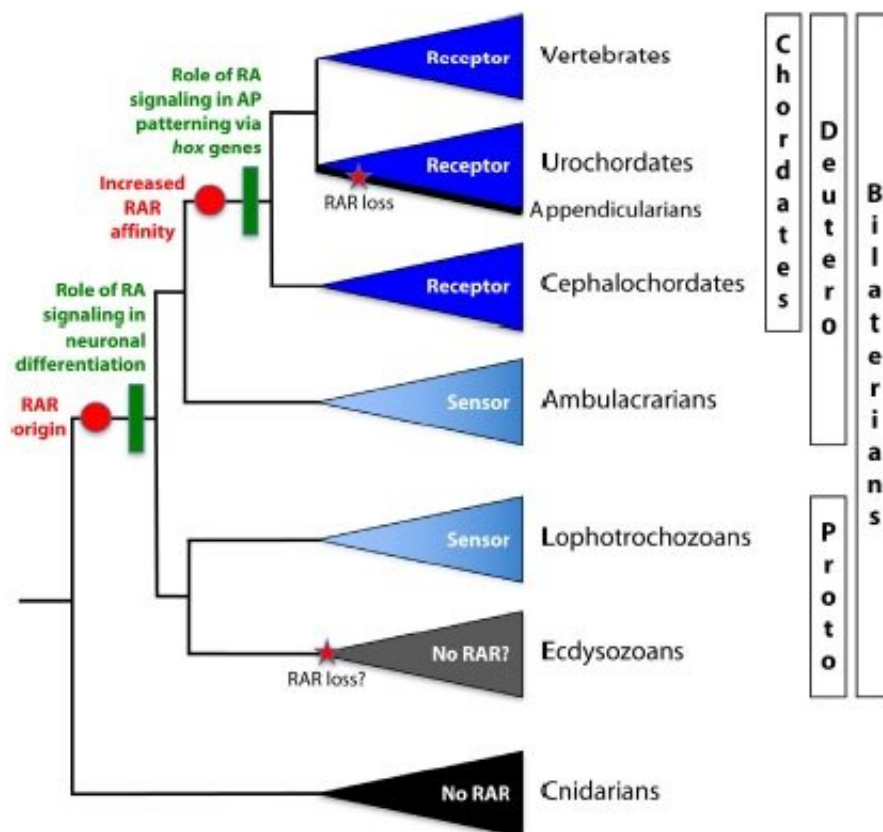 Role of RA
signaling in AP
patterning via
hox genes
Increased
RAR
affinity
Role of RA
signaling in
neuronal
differentiation
RAR
origin
Receptor
Vertebrates
Receptor
Urochordates
RAR loss
Appendicularians
Receptor
Cephalochordates
Sensor
Ambulacrarians
Sensor
Lophotrochozoans
No RAR?
Ecdysozoans
RAR loss?
No RAR
Cnidarians
Chordates
Deutero
Proto
Bilaterians